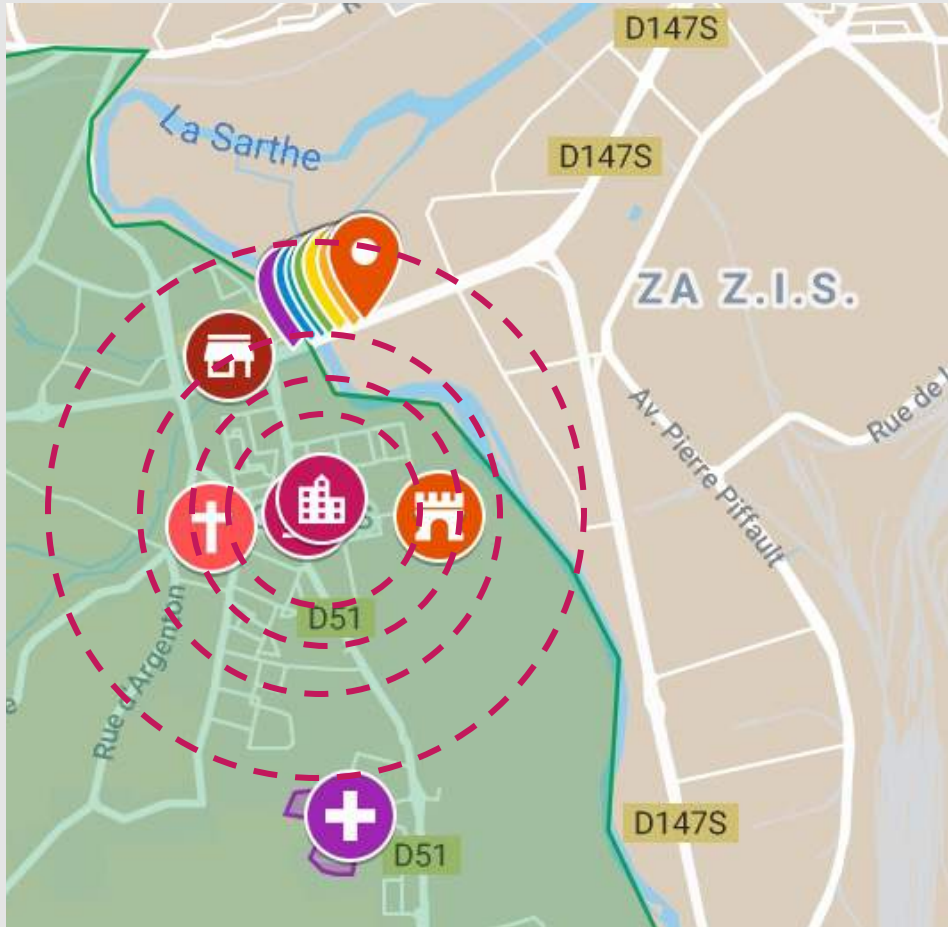 D147S
La Sarthe
D147S
ZA Z.I.S.
Av. Pierre Piffault
Rue de l
D51
Rue d'Argenton
D147S
D51